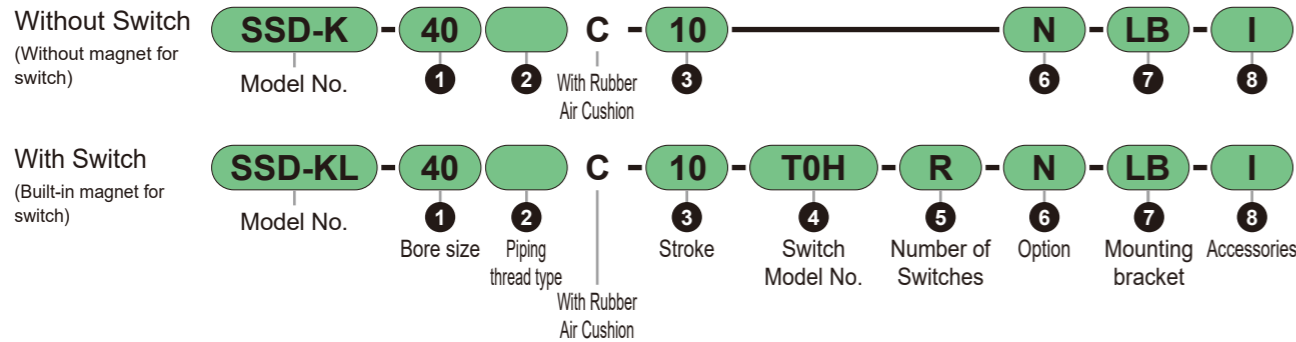 Without Switch
(Without magnet for
switch)
SSD-K - 40 C - 10 N - LB - I
Model No.
1 2 With Rubber
Air Cushion
3 6 7 8
With Switch
(Built-in magnet for
switch)
SSD-KL - 40 C - 10 - T0H - R - N - LB - I
Model No.
1 2 3 4 5 6 7 8
Bore size
Piping
thread type
With Rubber
Air Cushion
Stroke
Switch
Model No.
Number of
Switches
Option
Mounting
bracket
Accessories